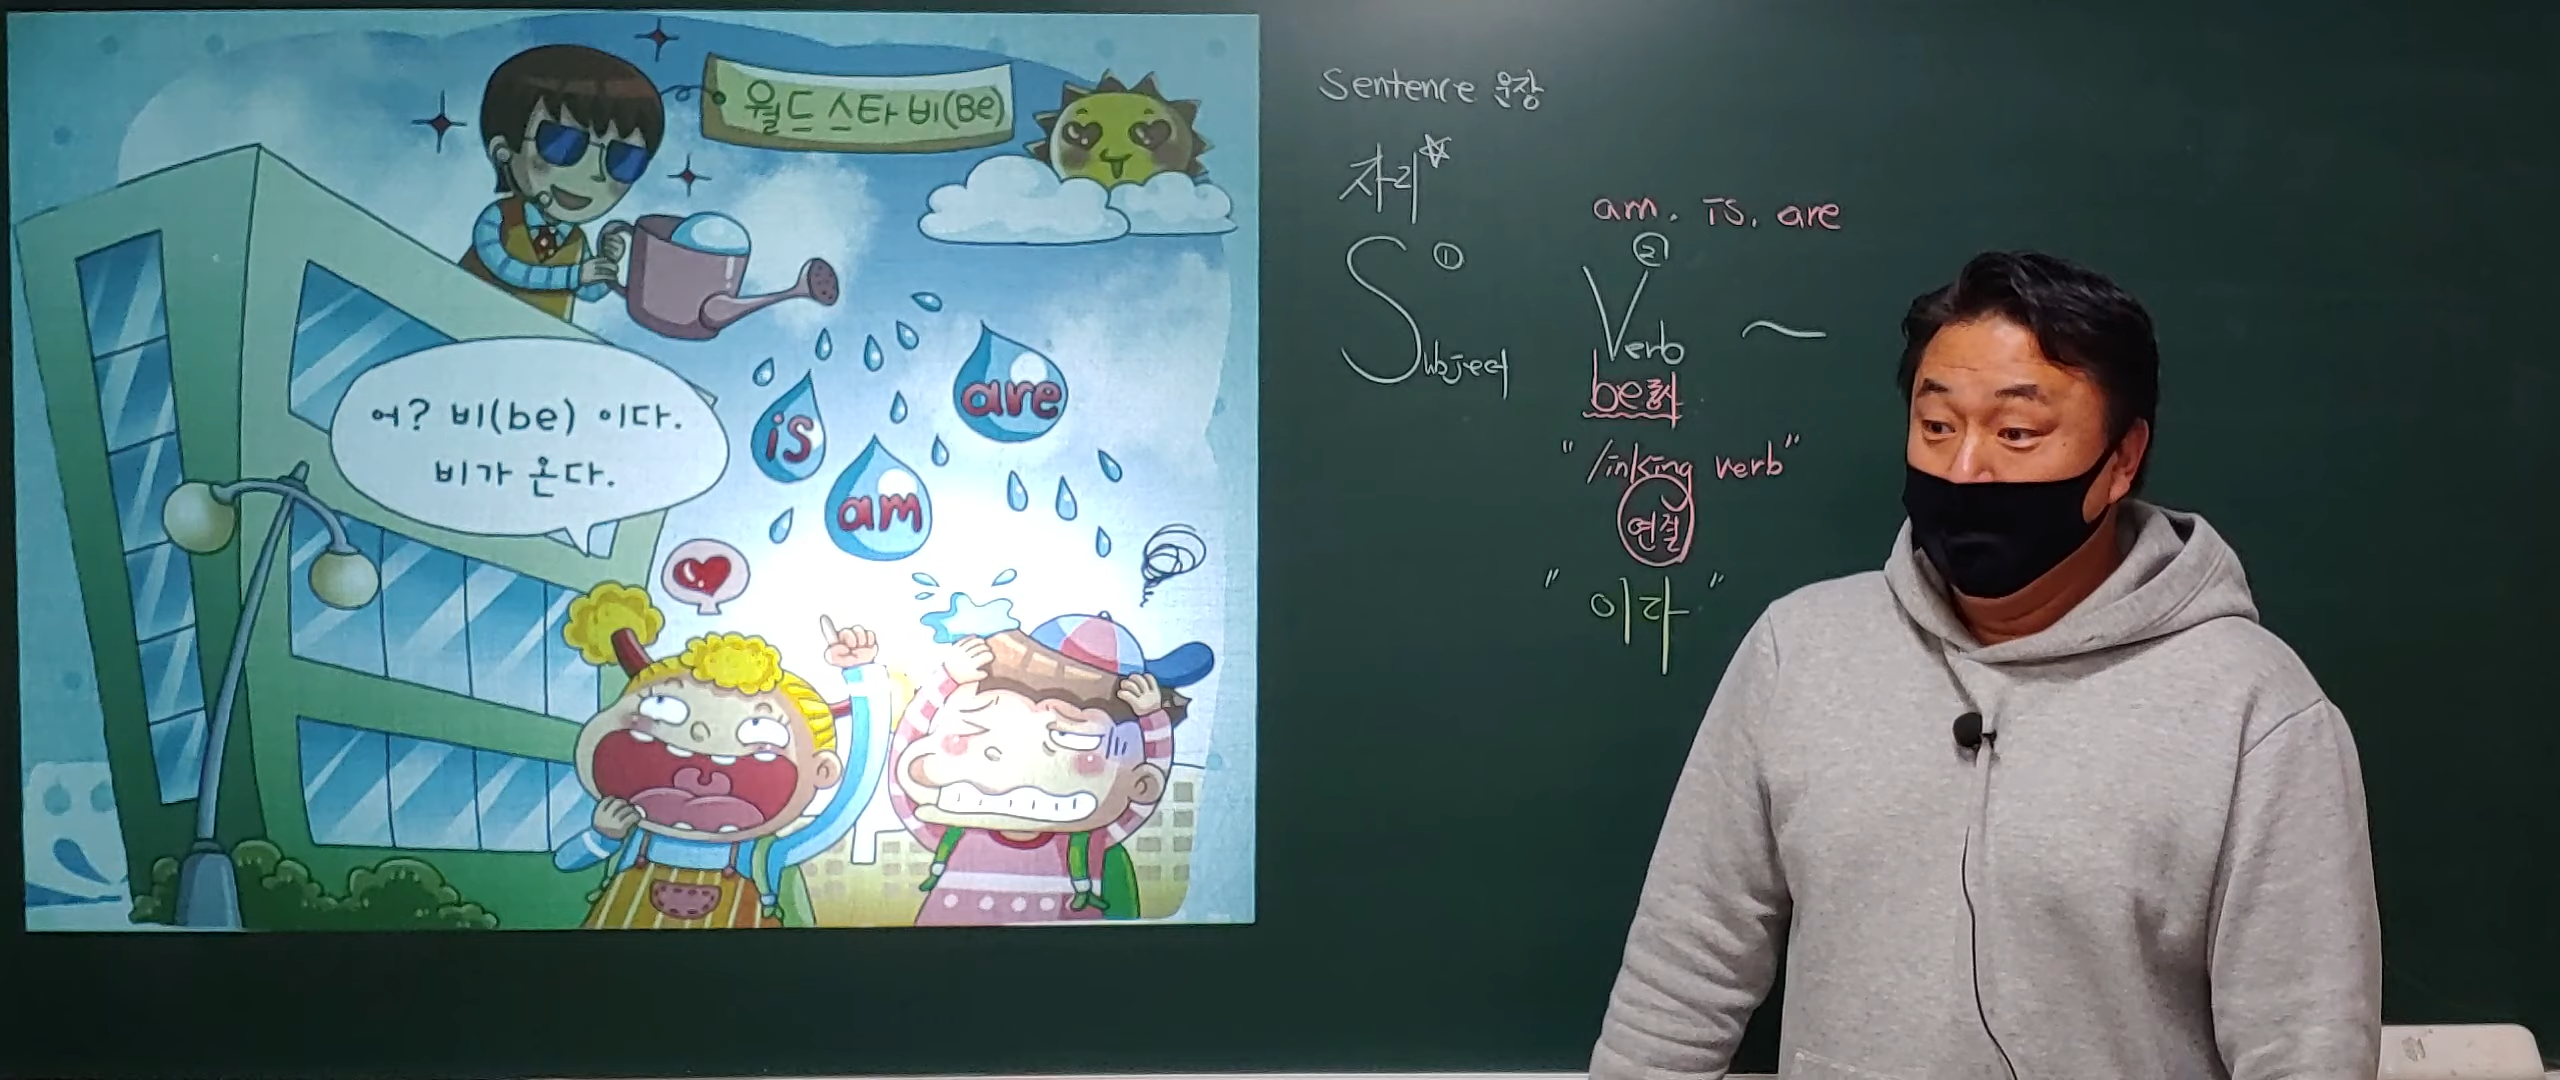 월드 스타 비(Be)
어? 비(be) 이다.
비가 온다.
is
am
are
Sentence 문장
자리
am. is. are
① ②
Subject Verb ~
be동사
"linking verb"
연결
"이다"